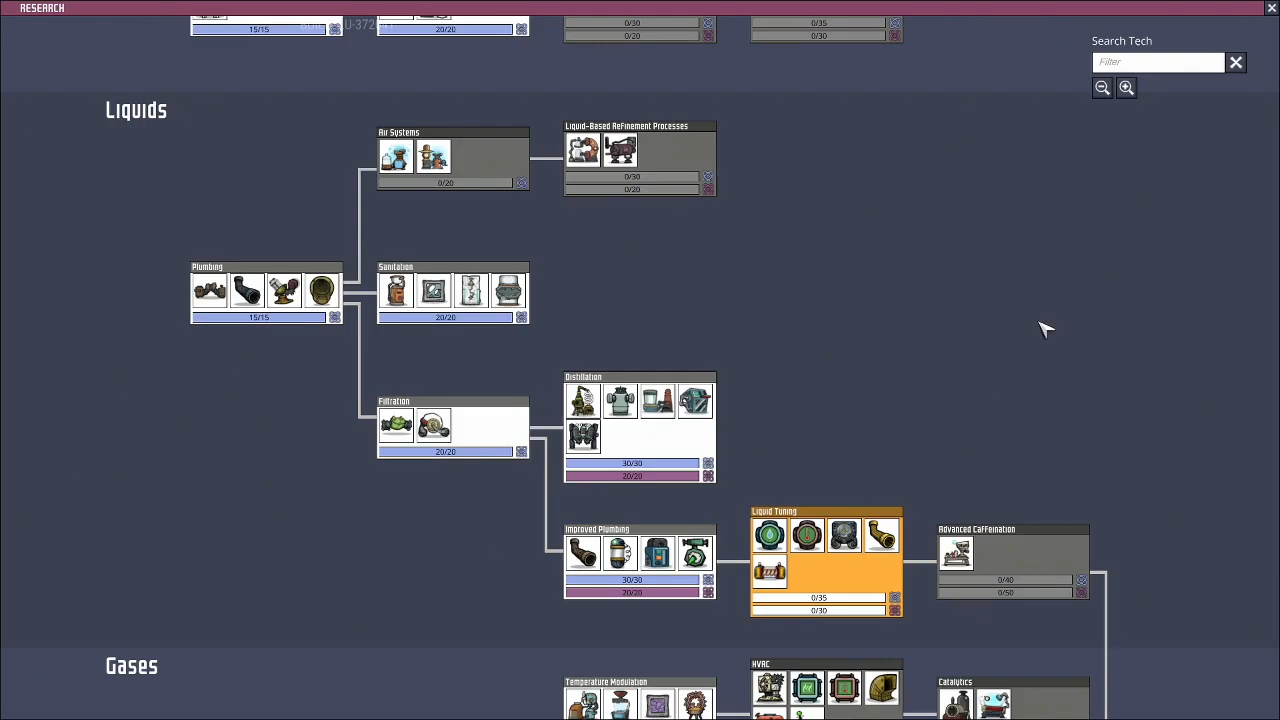 RESEARCH
15/15
20/20
0/30
0/20
0/35
0/30
Search Tech
Filter
Liquids
Air Systems
0/20
Liquid-Based Refinement Processes
0/30
0/20
Plumbing
15/15
Sanitation
20/20
Distillation
30/30
20/20
Filtration
20/20
Improved Plumbing
30/30
20/20
Liquid Tuning
0/35
0/30
Advanced Caffeination
0/40
0/50
Gases
Temperature Modulation
HVAC
Catalytics